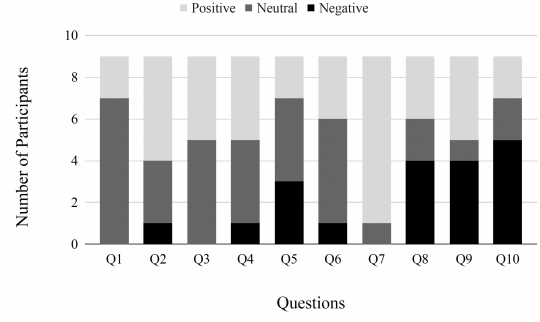 Positive Neutral Negative
Number of Participants
10
8
6
4
2
0
Q1 Q2 Q3 Q4 Q5 Q6 Q7 Q8 Q9 Q10
Questions